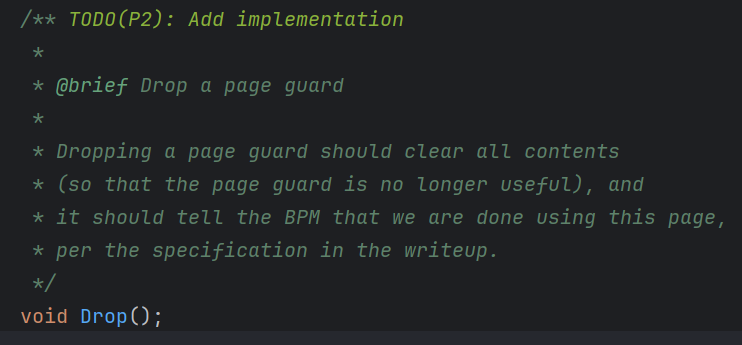 /** TODO(P2): Add implementation
*
* @brief Drop a page guard
*
* Dropping a page guard should clear all contents
* (so that the page guard is no longer useful), and
* it should tell the BPM that we are done using this page,
* per the specification in the writeup.
*/
void Drop();